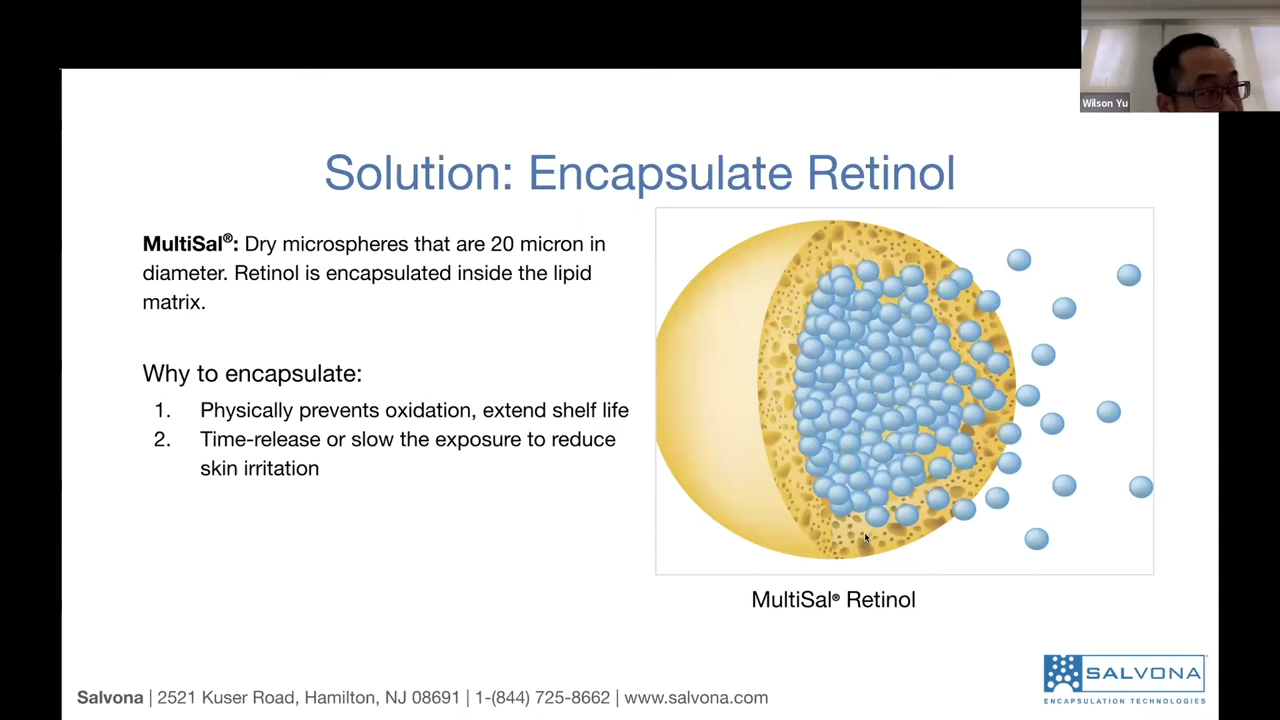 Wilson Yu
Solution: Encapsulate Retinol
MultiSal®: Dry microspheres that are 20 micron in
diameter. Retinol is encapsulated inside the lipid
matrix.
Why to encapsulate:
1. Physically prevents oxidation, extend shelf life
2. Time-release or slow the exposure to reduce
skin irritation
MultiSal® Retinol
Salvona | 2521 Kuser Road, Hamilton, NJ 08691 | 1-(844) 725-8662 | www.salvona.com
SALVONA®
ENCAPSULATION TECHNOLOGIES